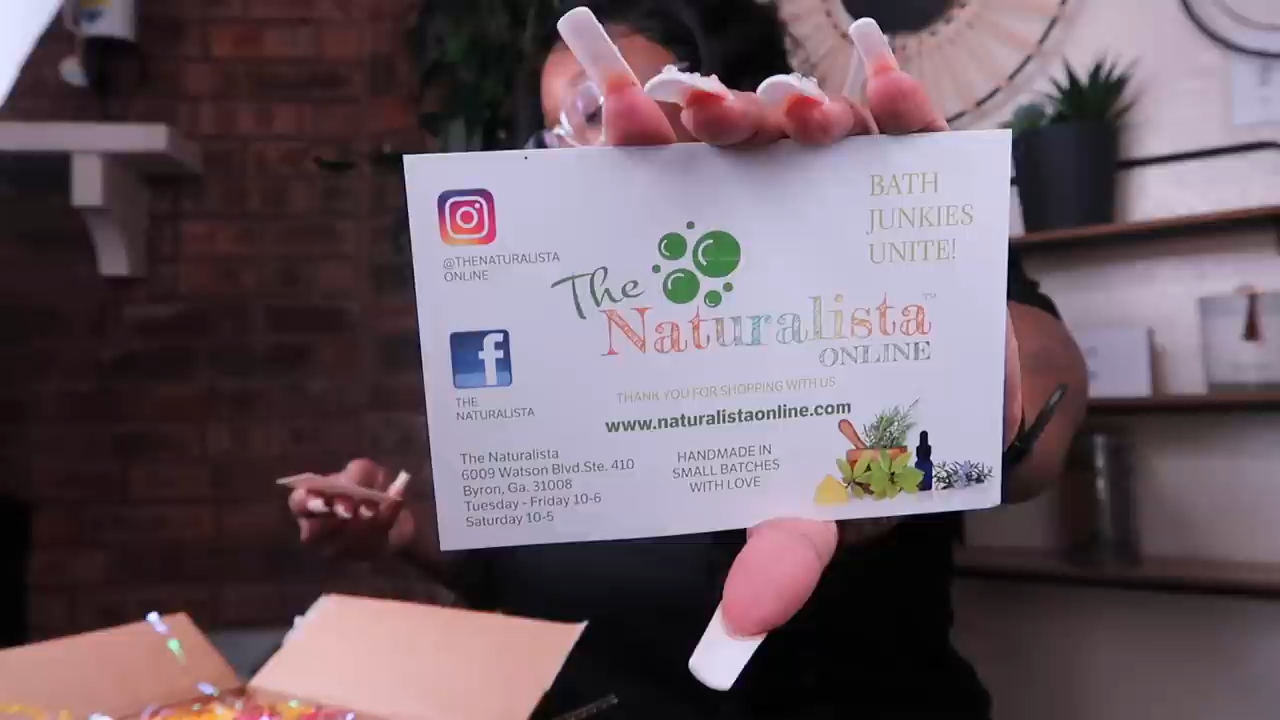 @THENATURALISTA
ONLINE
THE
NATURALISTA
The Naturalista
6009 Watson Blvd.Ste. 410
Byron, Ga. 31008
Tuesday - Friday 10-6
Saturday 10-5
The
Naturalista™
ONLINE
THANK YOU FOR SHOPPING WITH US
www.naturalistaonline.com
HANDMADE IN
SMALL BATCHES
WITH LOVE
BATH
JUNKIES
UNITE!